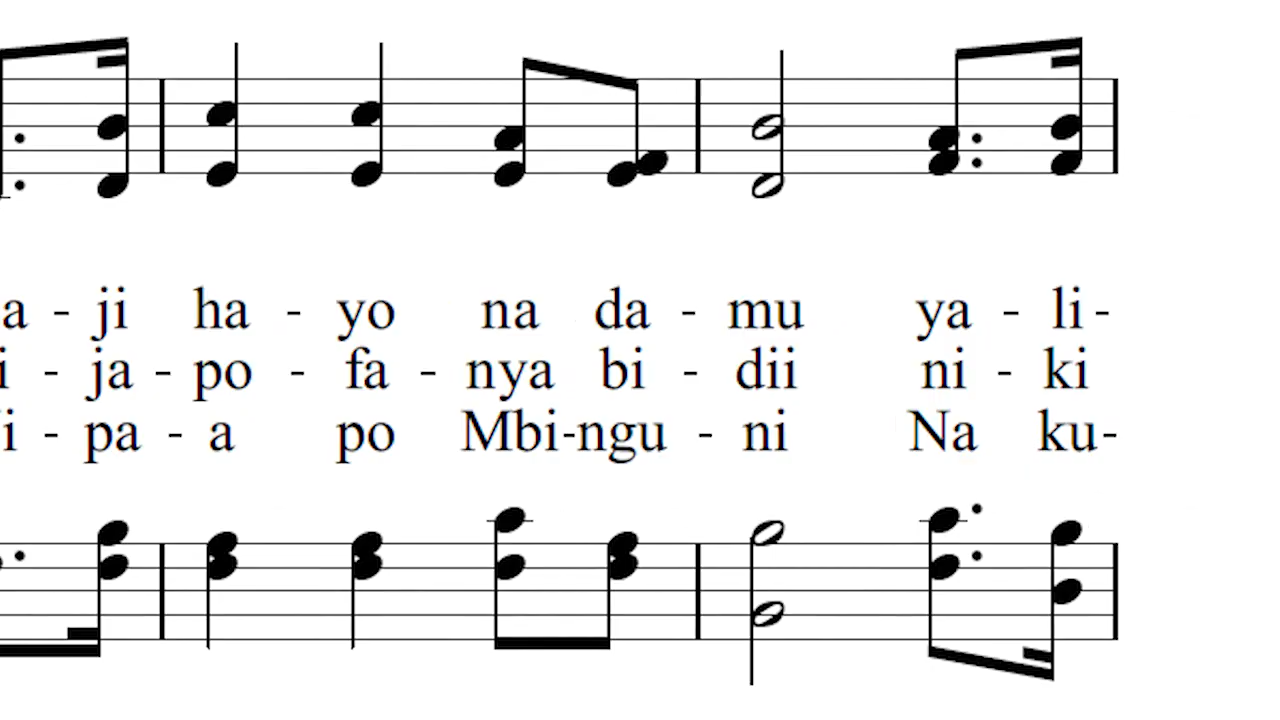 a - ji ha - yo na da - mu ya - li -
i - ja - po - fa - nya bi - dii ni - ki
i - pa - a po Mbi-ngu - ni Na ku-